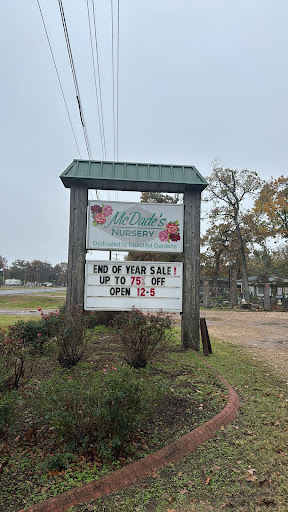 McDade's
NURSERY
Dedicated to Beautiful Gardens
END OF YEAR SALE!
UP TO 75% OFF
OPEN 12-5